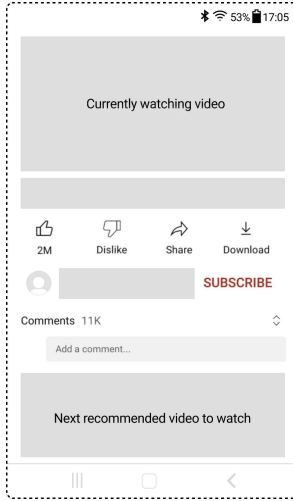 53% 17:05
Currently watching video
2M Dislike Share Download
SUBSCRIBE
Comments 11K
Add a comment...
Next recommended video to watch